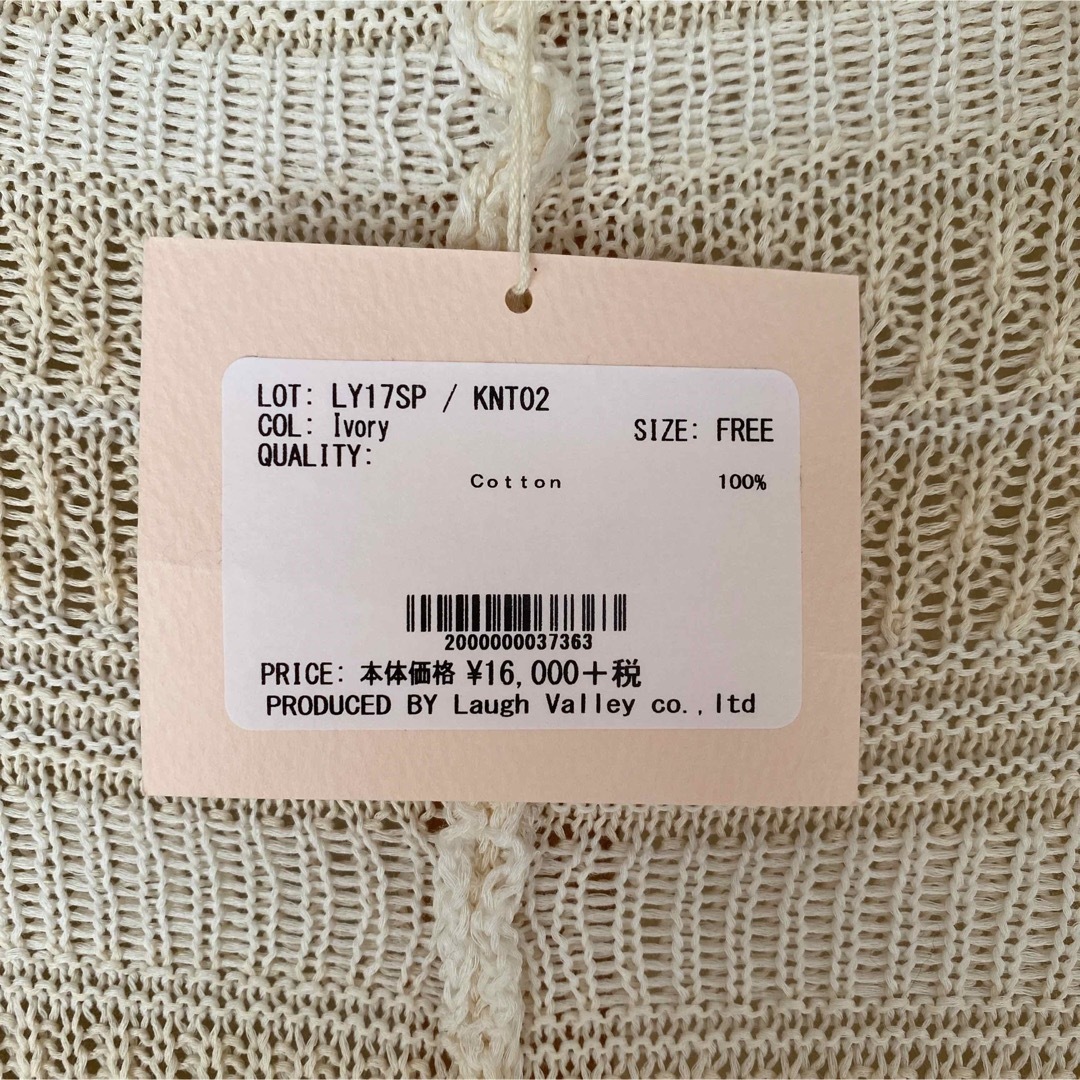 LOT: LY17SP / KNT02
COL: Ivory SIZE: FREE
QUALITY:
Cotton 100%
2000000037363
PRICE: 本体価格 ¥16,000+税
PRODUCED BY Laugh Valley co.,ltd